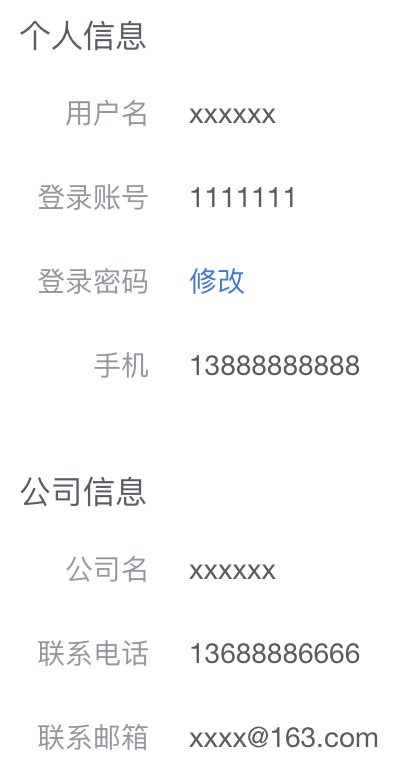 个人信息
用户名 xxxxxx
登录账号 1111111
登录密码 修改
手机 13888888888
公司信息
公司名 xxxxxx
联系电话 13688886666
联系邮箱 xxxx@163.com